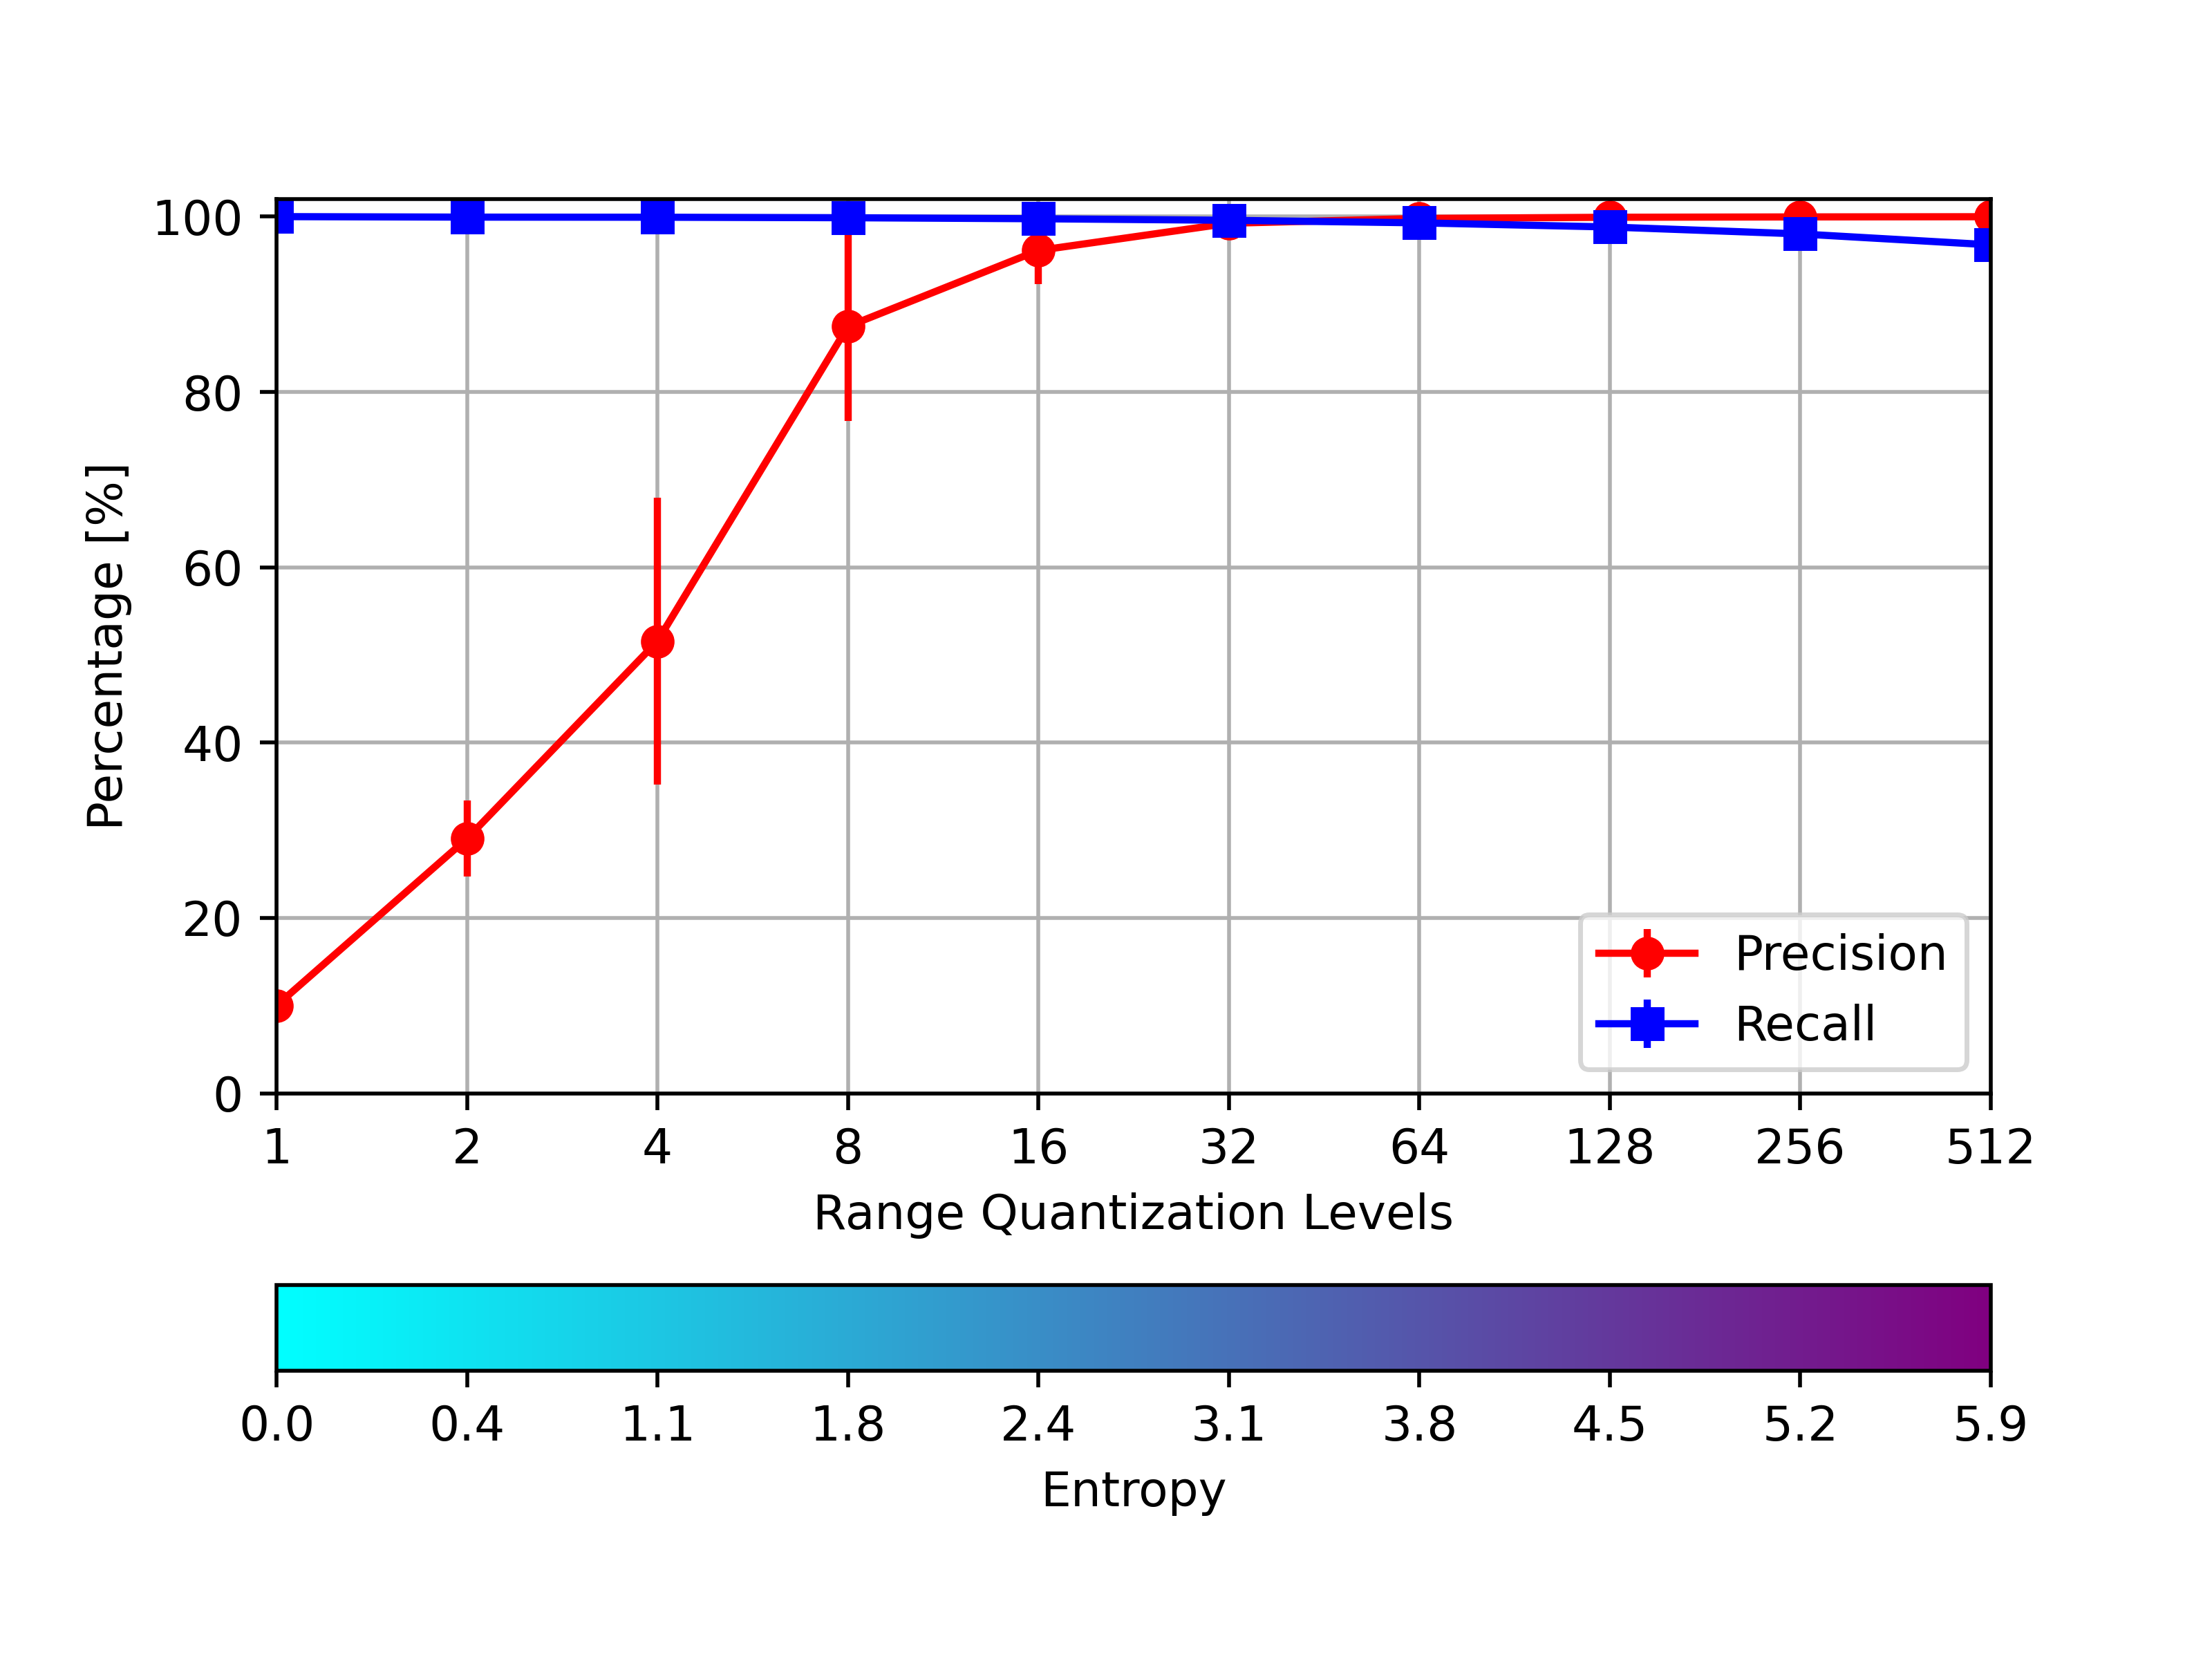 100
80
60
40
20
0
Percentage [%]
Precision
Recall
1 2 4 8 16 32 64 128 256 512
Range Quantization Levels
0.0 0.4 1.1 1.8 2.4 3.1 3.8 4.5 5.2 5.9
Entropy